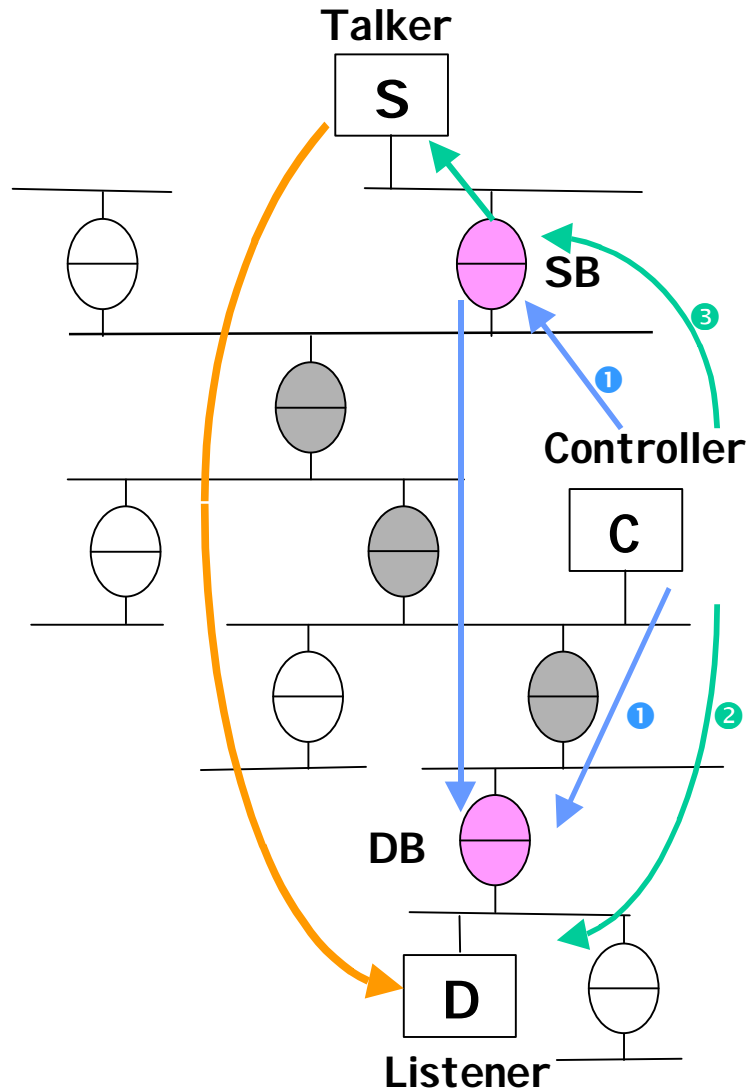 Talker
S
SB
❸
❶
Controller
C
❶
❷
DB
D
Listener